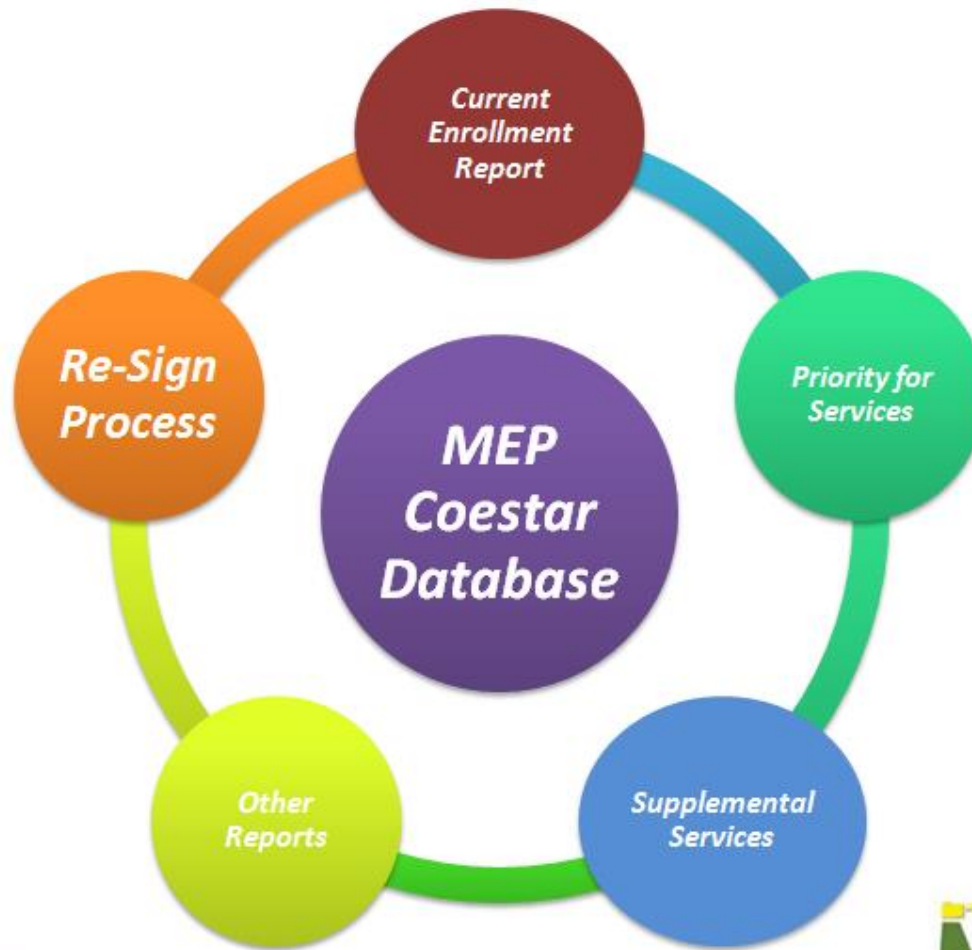 Current
Enrollment
Report
Priority for
Services
Supplemental
Services
Other
Reports
Re-Sign
Process
MEP
Coestar
Database